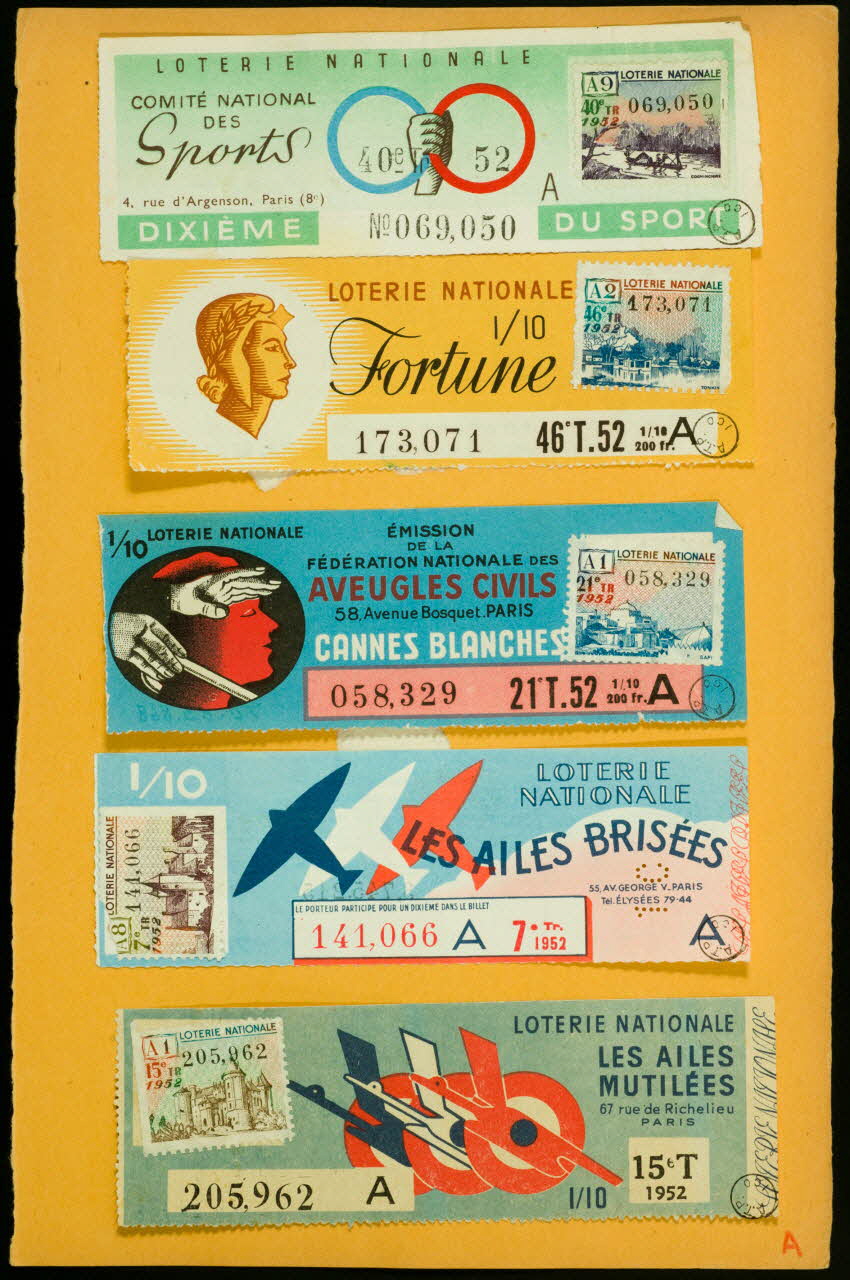 LOTERIE NATIONALE
COMITÉ NATIONAL
DES
Sports
4, rue d'Argenson, Paris (8e)
DIXIÈME
40e T 52
No 069,050
A
DU SPORT
A9 LOTERIE NATIONALE
40e TR 069,050
1952
A.T.P.
LOTERIE NATIONALE
1/10
Fortune
173,071 46e T.52 1/10 A
200 fr.
A2 LOTERIE NATIONALE
46e TR 173,071
1952
TONKIN
A.T.P.
1/10 LOTERIE NATIONALE
ÉMISSION
DE LA
FÉDÉRATION NATIONALE DES
AVEUGLES CIVILS
58, Avenue Bosquet. PARIS
CANNES BLANCHES
058,329 21e T.52 1/10 A
200 fr.
A1 LOTERIE NATIONALE
21e TR 058,329
1952
A.T.P.
1/10
LOTERIE
NATIONALE
LES AILES BRISÉES
55, AV. GEORGE V_PARIS
Tél. ÉLYSÉES 79-44
LE PORTEUR PARTICIPE POUR UN DIXIÈME DANS LE BILLET
141,066 A 7e Tr.
1952
A
LOTERIE NATIONALE
141,066
A8 7e TR
1952
A.T.P.
LOTERIE NATIONALE
LES AILES
MUTILÉES
67 rue de Richelieu
PARIS
15e T
1952
1/10
205,962 A
A1 LOTERIE NATIONALE
15e TR 205,962
1952
A.T.P.
A